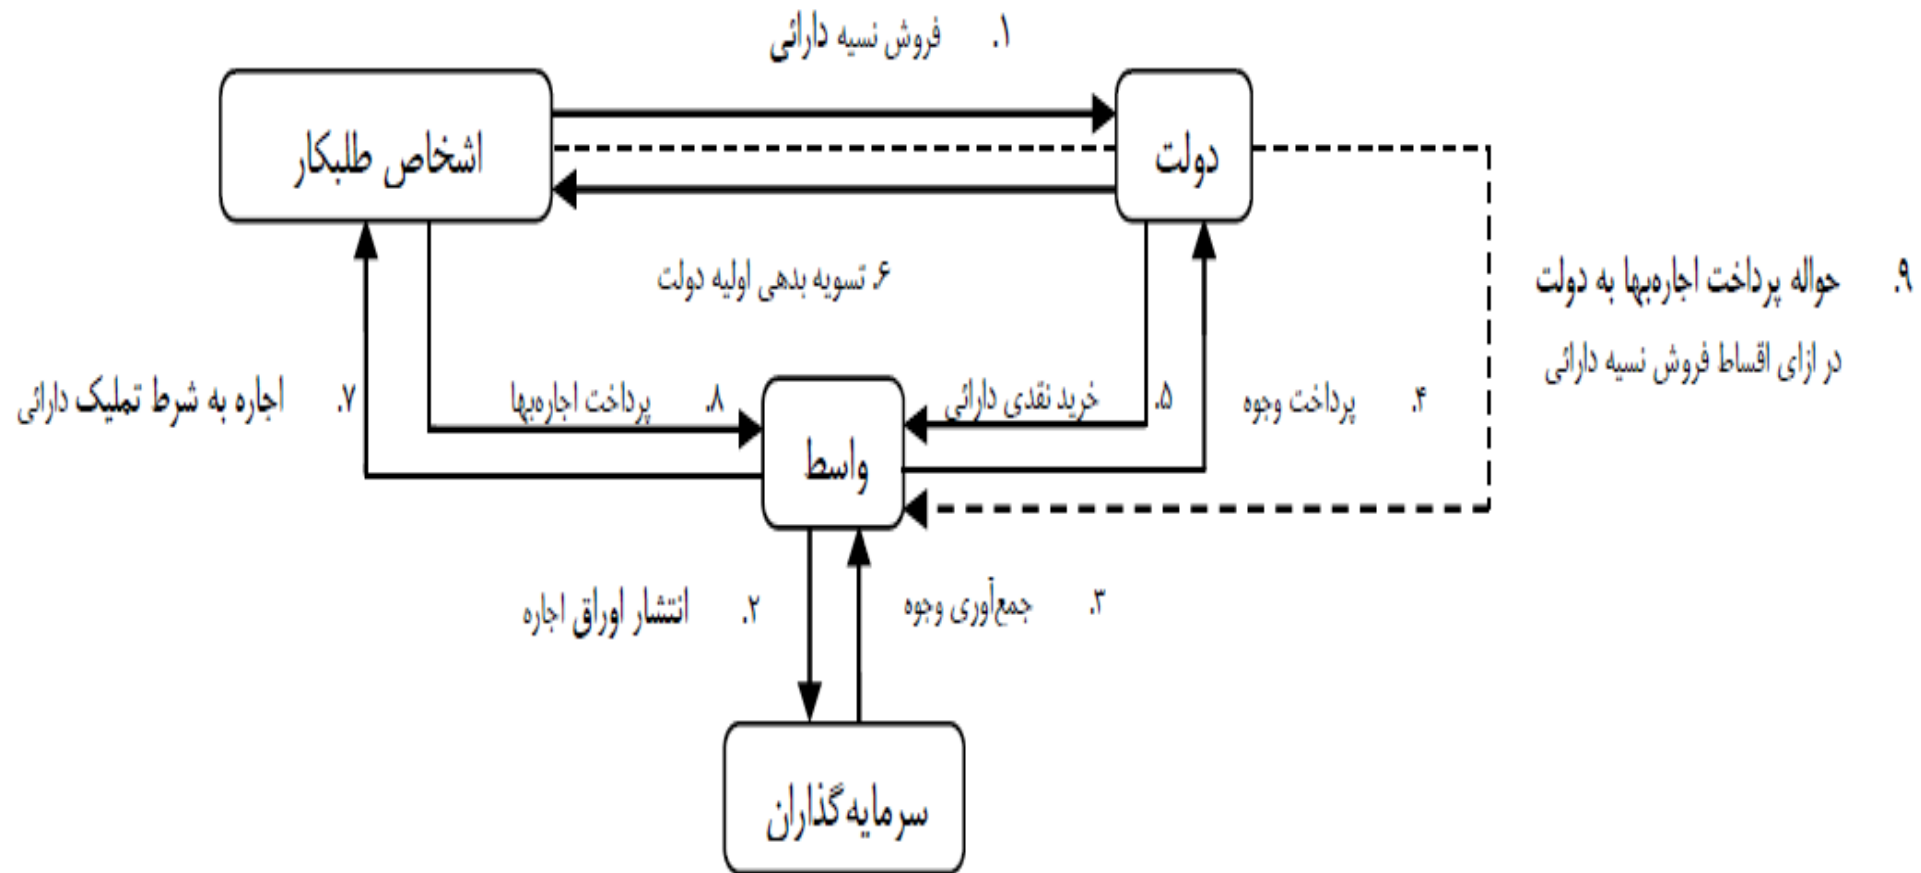 ۱. فروش نسیه دارائی
اشخاص طلبکار
دولت
۶. تسویه بدهی اولیه دولت
۹. حواله پرداخت اجاره‌بها به دولت
در ازای اقساط فروش نسیه دارائی
۷. اجاره به شرط تملیک دارائی
۸. پرداخت اجاره‌بها
۵. خرید نقدی دارائی
۴. پرداخت وجوه
واسط
۲. انتشار اوراق اجاره
۳. جمع‌آوری وجوه
سرمایه‌گذاران